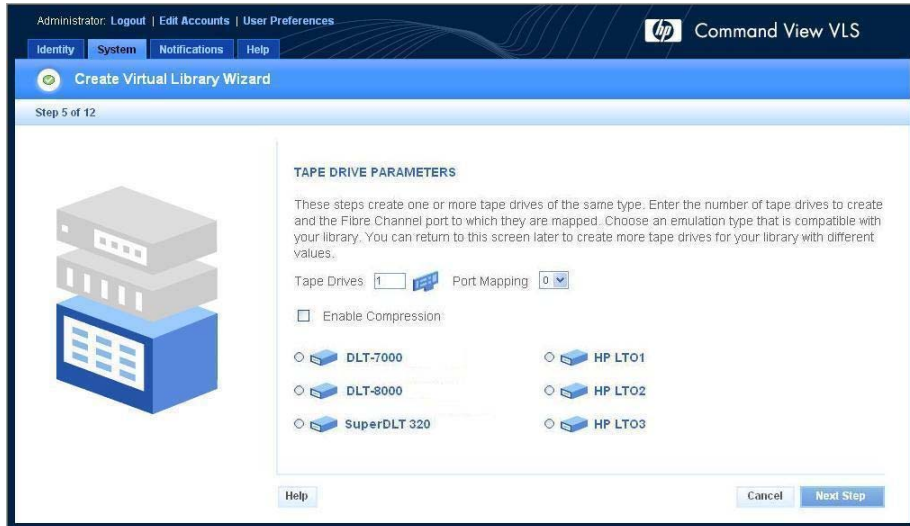 Administrator: Logout | Edit Accounts | User Preferences
hp Command View VLS
Identity System Notifications Help
Create Virtual Library Wizard
Step 5 of 12
TAPE DRIVE PARAMETERS
These steps create one or more tape drives of the same type. Enter the number of tape drives to create
and the Fibre Channel port to which they are mapped. Choose an emulation type that is compatible with
your library. You can return to this screen later to create more tape drives for your library with different
values.
Tape Drives 1 Port Mapping 0
Enable Compression
DLT-7000 HP LTO1
DLT-8000 HP LTO2
SuperDLT 320 HP LTO3
Help Cancel Next Step